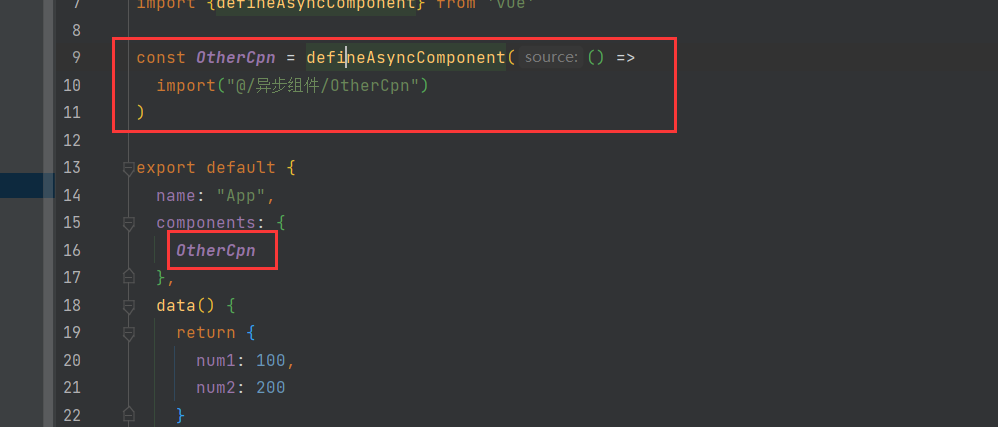 7 import {defineAsyncComponent} from 'vue'
8
9 const OtherCpn = defineAsyncComponent( source: () =>
10 import("@/异步组件/OtherCpn")
11 )
12
13 export default {
14 name: "App",
15 components: {
16 OtherCpn
17 },
18 data() {
19 return {
20 num1: 100,
21 num2: 200
22 }